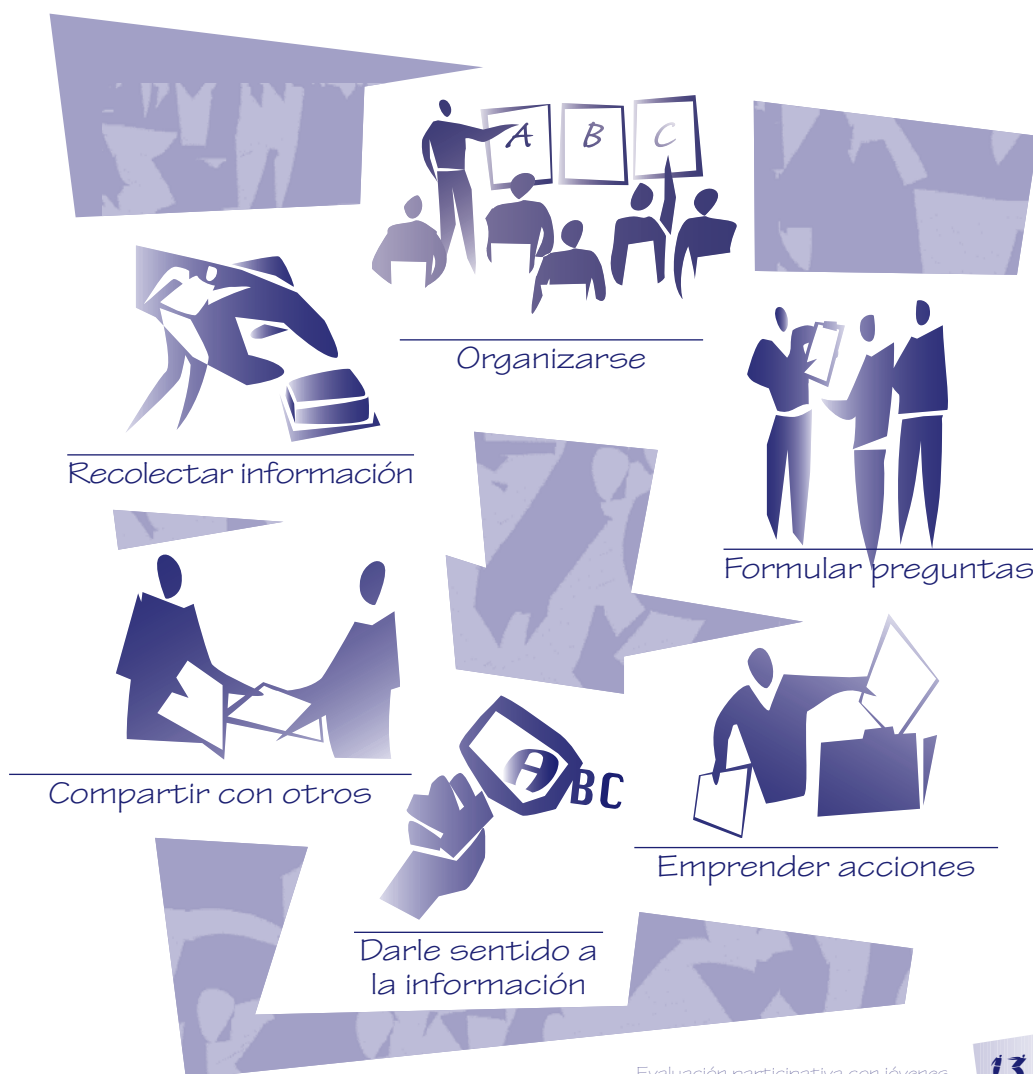 A B C
Organizarse
Recolectar información
Formular preguntas
Compartir con otros
A BC
Emprender acciones
Darle sentido a
la información
Evaluación participativa con jóvenes
13